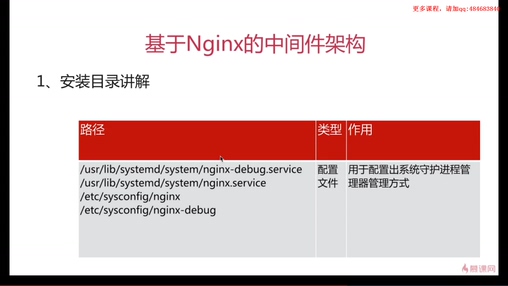 更多课程，请加qq:484683840
基于Nginx的中间件架构
1、安装目录讲解
路径 类型 作用
/usr/lib/systemd/system/nginx-debug.service 配置 用于配置出系统守护进程管
/usr/lib/systemd/system/nginx.service 文件 理器管理方式
/etc/sysconfig/nginx
/etc/sysconfig/nginx-debug
慕课网